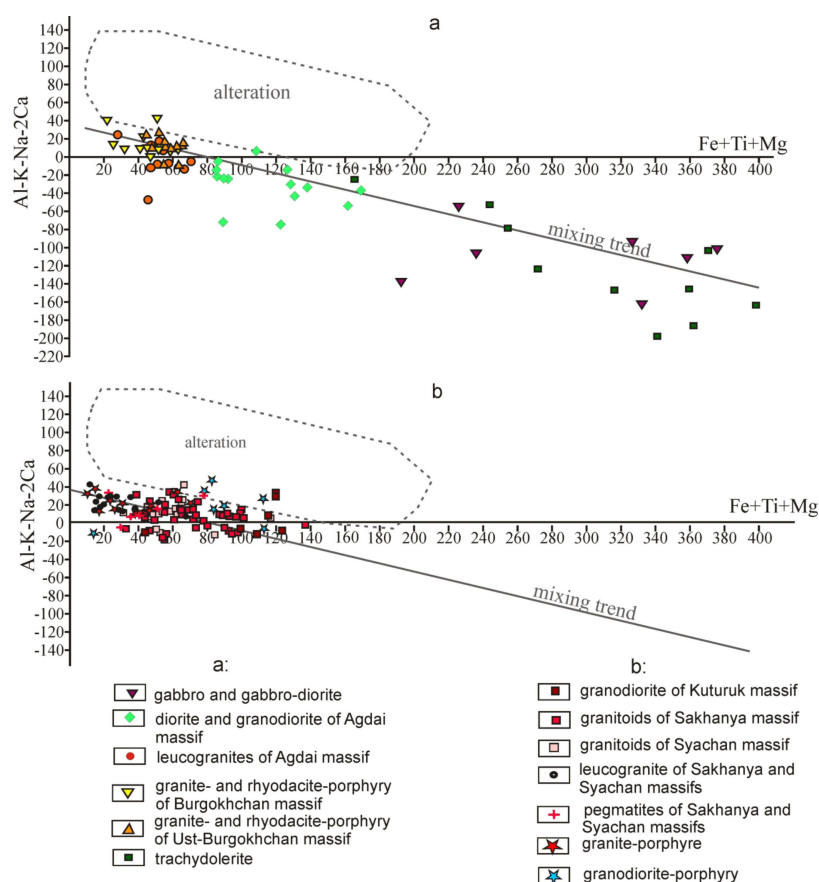 a
140
120
100
80
60
40
20
0
-20
-40
-60
-80
-100
-120
-140
-160
-180
-200
-220
Al-K-Na-2Ca
alteration
Fe+Ti+Mg
20 40 60 80 100 120 140 160 180 200 220 240 260 280 300 320 340 360 380 400
mixing trend
b
140
120
100
80
60
40
20
0
-20
-40
-60
-80
-100
-120
-140
Al-K-Na-2Ca
alteration
Fe+Ti+Mg
20 40 60 80 100 120 140 160 180 200 220 240 260 280 300 320 340 360 380 400
mixing trend
a:
gabbro and gabbro-diorite
diorite and granodiorite of Agdai
massif
leucogranites of Agdai massif
granite- and rhyodacite-porphyry
of Burgokhchan massif
granite- and rhyodacite-porphyry
of Ust-Burgokhchan massif
trachydolerite
b:
granodiorite of Kuturuk massif
granitoids of Sakhanya massif
granitoids of Syachan massif
leucogranite of Sakhanya and
Syachan massifs
pegmatites of Sakhanya and
Syachan massifs
granite-porphyre
granodiorite-porphyry